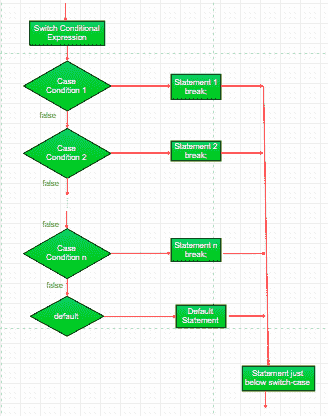 Switch Conditional
Expression
Case
Condition 1
Statement 1
break;
false
Case
Condition 2
Statement 2
break;
false
false
Case
Condition n
Statement n
break;
false
default
Default
Statement
Statement just
below switch-case